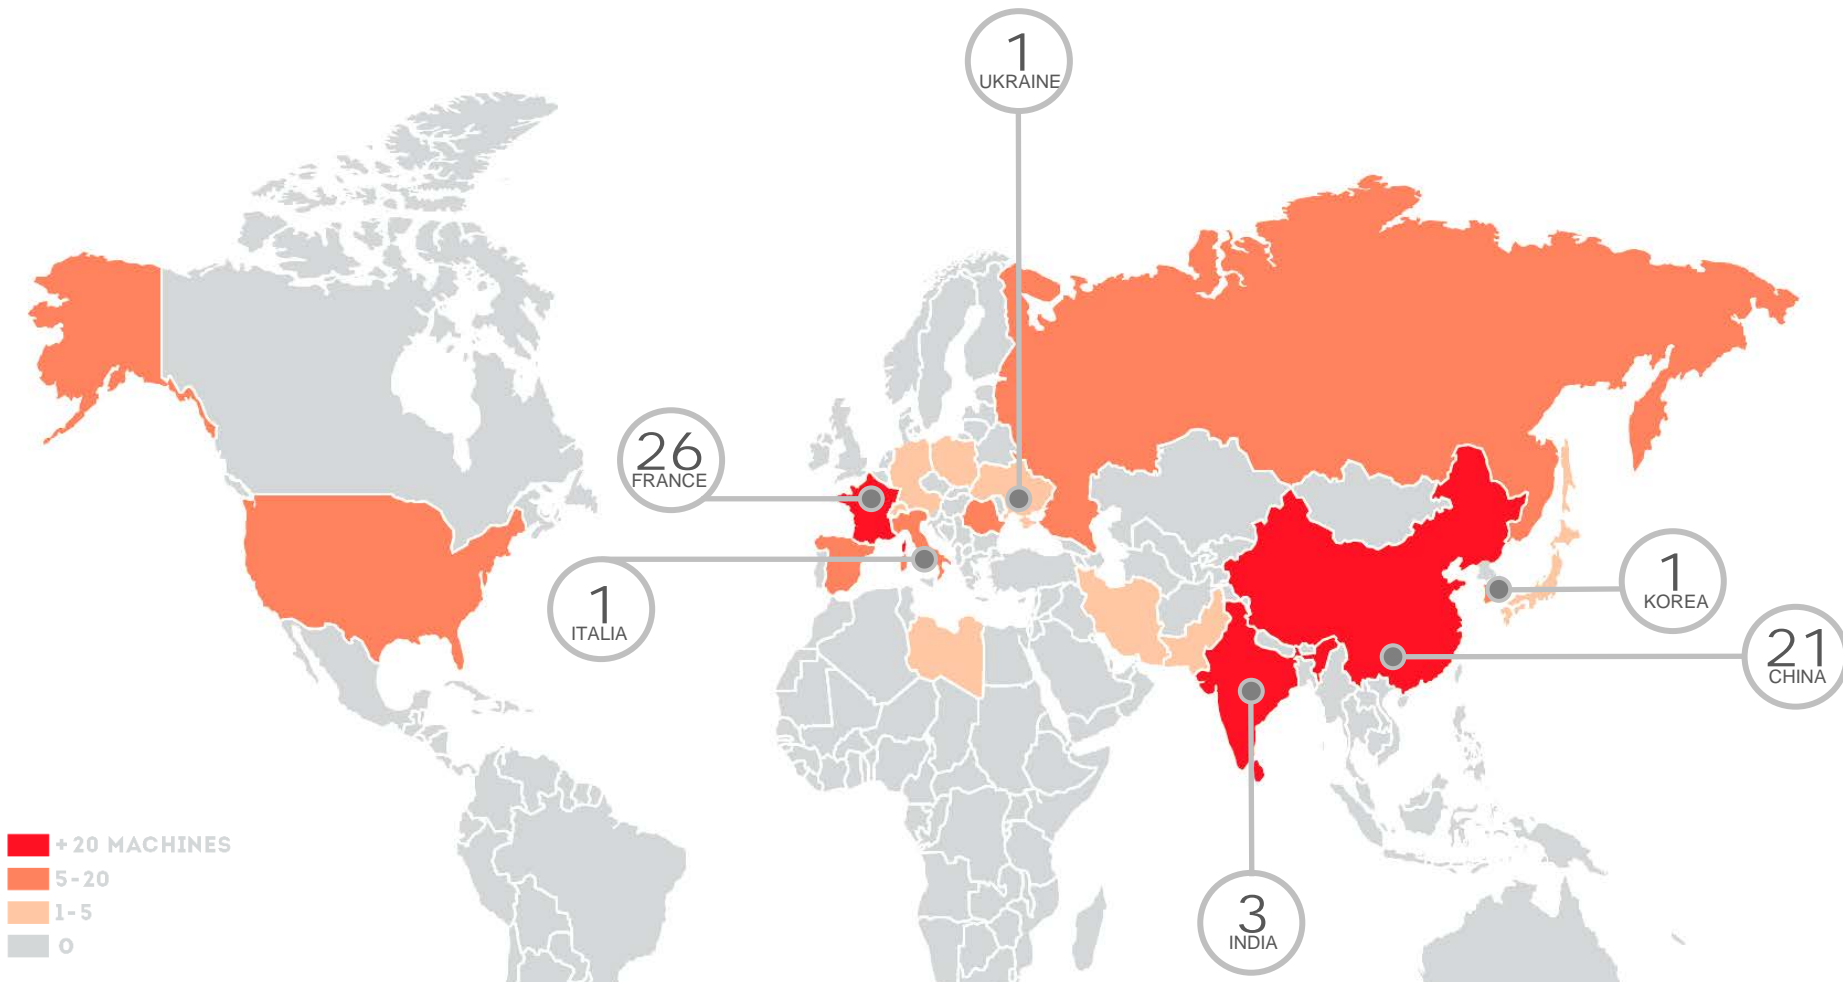 1
UKRAINE
26
FRANCE
1
ITALIA
1
KOREA
21
CHINA
3
INDIA
+20 MACHINES
5-20
1-5
0